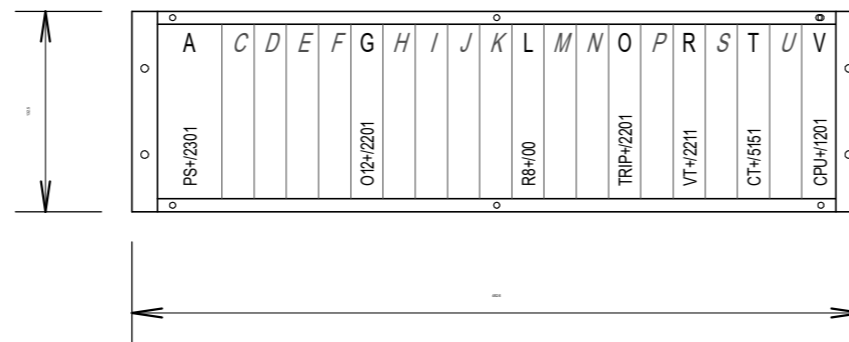 A C D E F G H I J K L M N O P R S T U V
PS+/2301
O12+/2201
R8+/00
TRIP+/2201
VT+/2211
CT+/5151
CPU+/1201